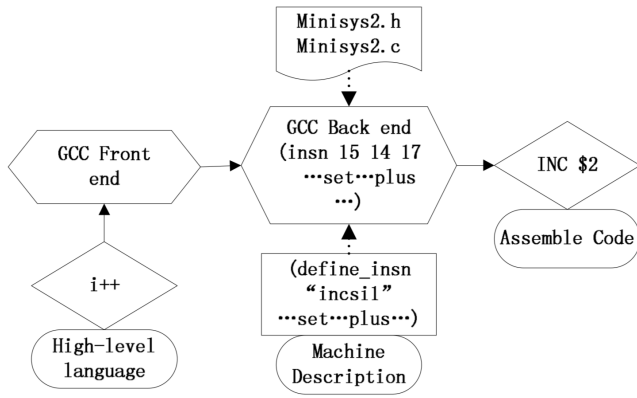 Minisys2.h
Minisys2.c
GCC Front
end
GCC Back end
(insn 15 14 17
…set…plus
…)
INC $2
Assemble Code
i++
High-level
language
(define_insn
“incsi1”
…set…plus…)
Machine
Description